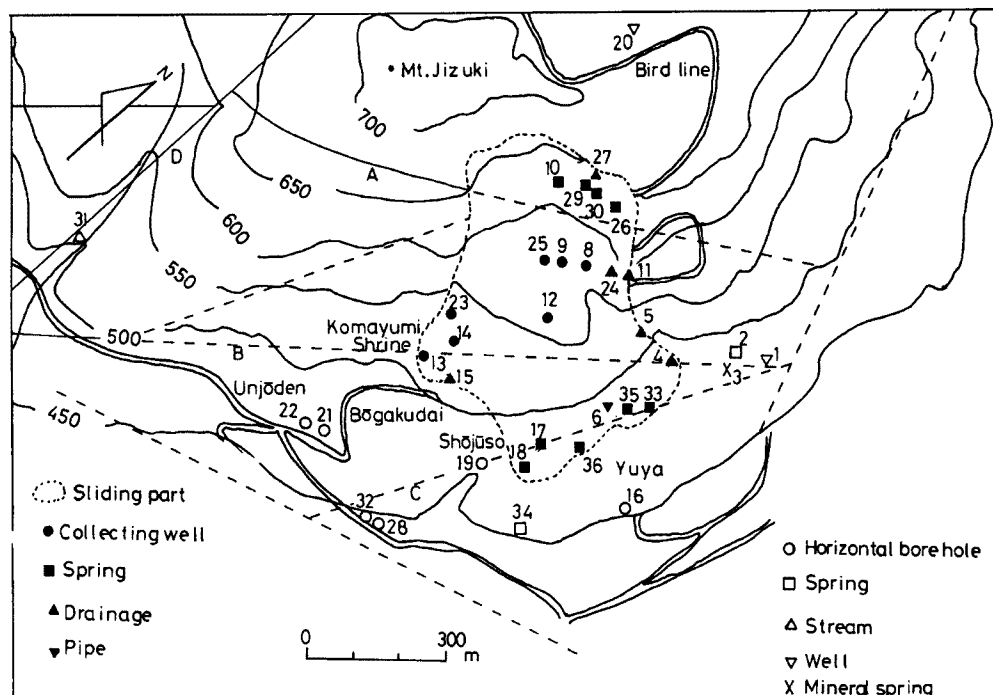 20
Bird line
Mt.Jizuki
N
700
27
D
10
A
650
29
30
26
31
600
25 9 8
550
24
11
23
12
5
Komayumi
Shrine
14
500
2
1
B
13
4
X3
15
Unjōden
35 33
22 21
Bōgakudai
6
450
17
Shōjūso
18
36
19
Yuya
C
16
32
34
28
Sliding part
Collecting well
Spring
Drainage
Pipe
0 300
m
Horizontal borehole
Spring
Stream
Well
X Mineral spring